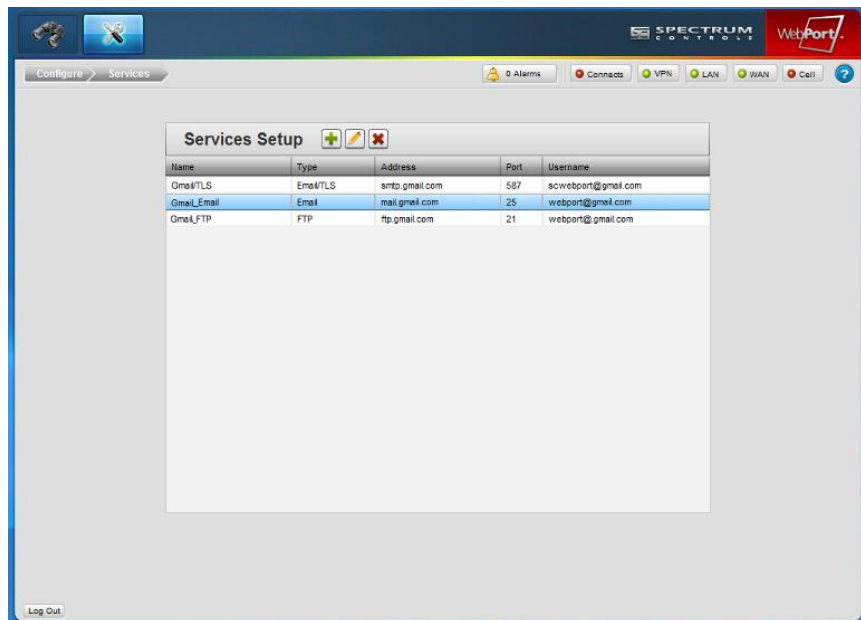 SPECTRUM
CONTROLS
WebPort.
Configure Services
0 Alarms Connects VPN LAN WAN Cell ?
Services Setup
Name Type Address Port Username
Gmail/TLS Email/TLS smtp.gmail.com 587 scwebport@gmail.com
Gmail_Email Email mail.gmail.com 25 webport@gmail.com
Gmail_FTP FTP ftp.gmail.com 21 webport@.gmail.com
Log Out